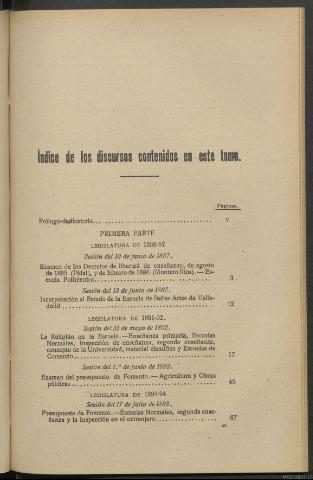 Índice de los discursos contenidos en este tomo.
Páginas.
Prólogo-dedicatoria... V
PRIMERA PARTE
LEGISLATURA DE 1886-87
Sesión del 10 de junio de 1887.
Examen de los Decretos de libertad de enseñanza, de agosto
de 1885 (Pidal), y de febrero de 1886 (Montero Ríos).—Es-
cuela Politécnica. 3
Sesión del 13 de junio de 1887.
Incorporación al Estado de la Escuela de Bellas Artes de Valla-
dolid 12
LEGISLATURA DE 1891-92.
Sesión del 31 de mayo de 1892.
La Religión en la Escuela.—Enseñanza primaria, Escuelas
Normales, Inspección de enseñanza, segunda enseñanza,
concepto de la Universidad, material científico y Escuelas de
Comercio 17
Sesión del 1.º de junio de 1892.
Examen del presupuesto de Fomento.—Agricultura y Obras
públicas 45
LEGISLATURA DE 1893-94
Sesión del 17 de julio de 1893.
Presupuesto de Fomento.—Escuelas Normales, segunda ense-
ñanza y la inspección en el extranjero 67